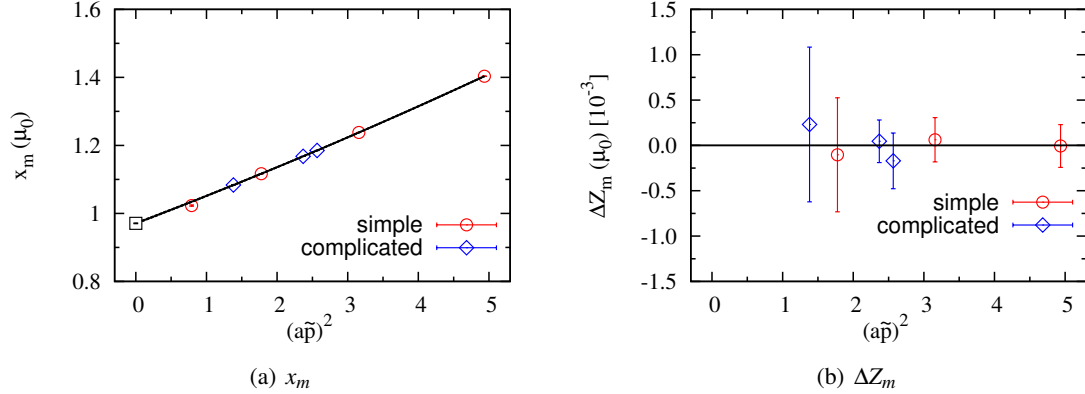 x_m (μ_0)
1.6
1.4
1.2
1
0.8
0 1 2 3 4 5
(ap̃)^2
simple
complicated
(a) x_m
ΔZ_m (μ_0) [10^-3]
1.5
1.0
0.5
0.0
-0.5
-1.0
-1.5
0 1 2 3 4 5
(ap̃)^2
simple
complicated
(b) ΔZ_m